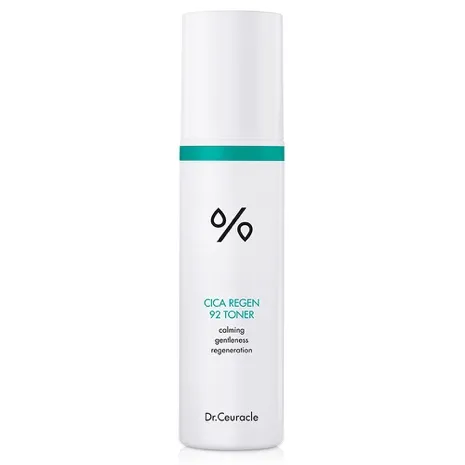 CICA REGEN
92 TONER
calming
gentleness
regeneration
Dr.Ceuracle